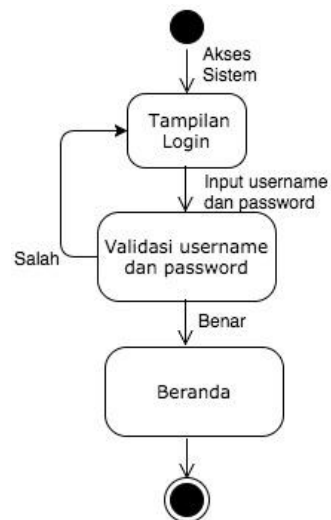 Akses
Sistem
Tampilan
Login
Input username
dan password
Validasi username
dan password
Salah
Benar
Beranda